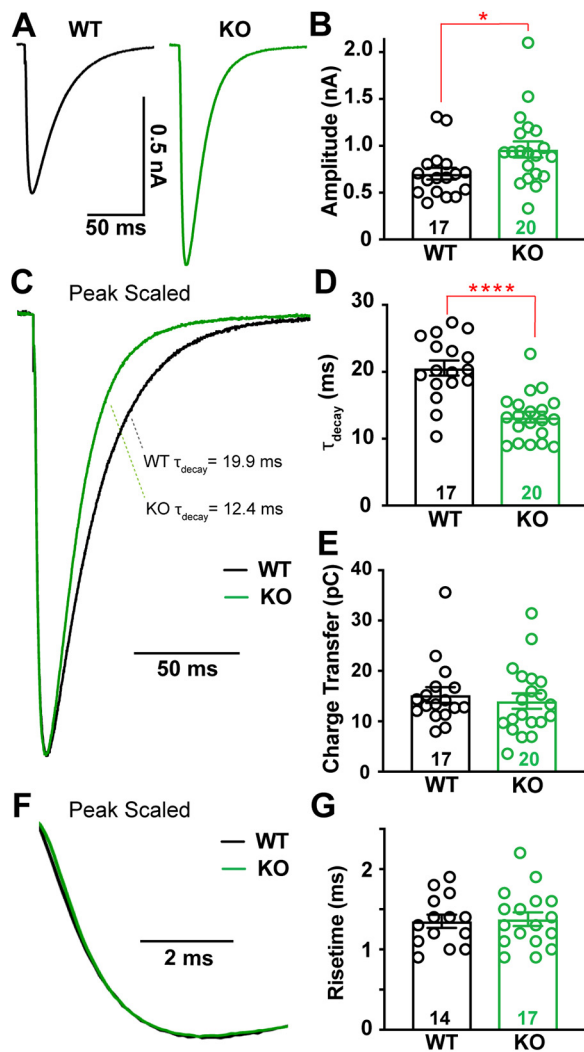 A
WT
KO
0.5 nA
50 ms
B
Amplitude (nA)
2.0
1.5
1.0
0.5
0
*
17
20
WT
KO
C
Peak Scaled
WT τdecay= 19.9 ms
KO τdecay= 12.4 ms
WT
KO
50 ms
D
τdecay (ms)
30
20
10
0
****
17
20
WT
KO
E
Charge Transfer (pC)
40
30
20
10
0
17
20
WT
KO
F
Peak Scaled
WT
KO
2 ms
G
Risetime (ms)
2
1
0
14
17
WT
KO